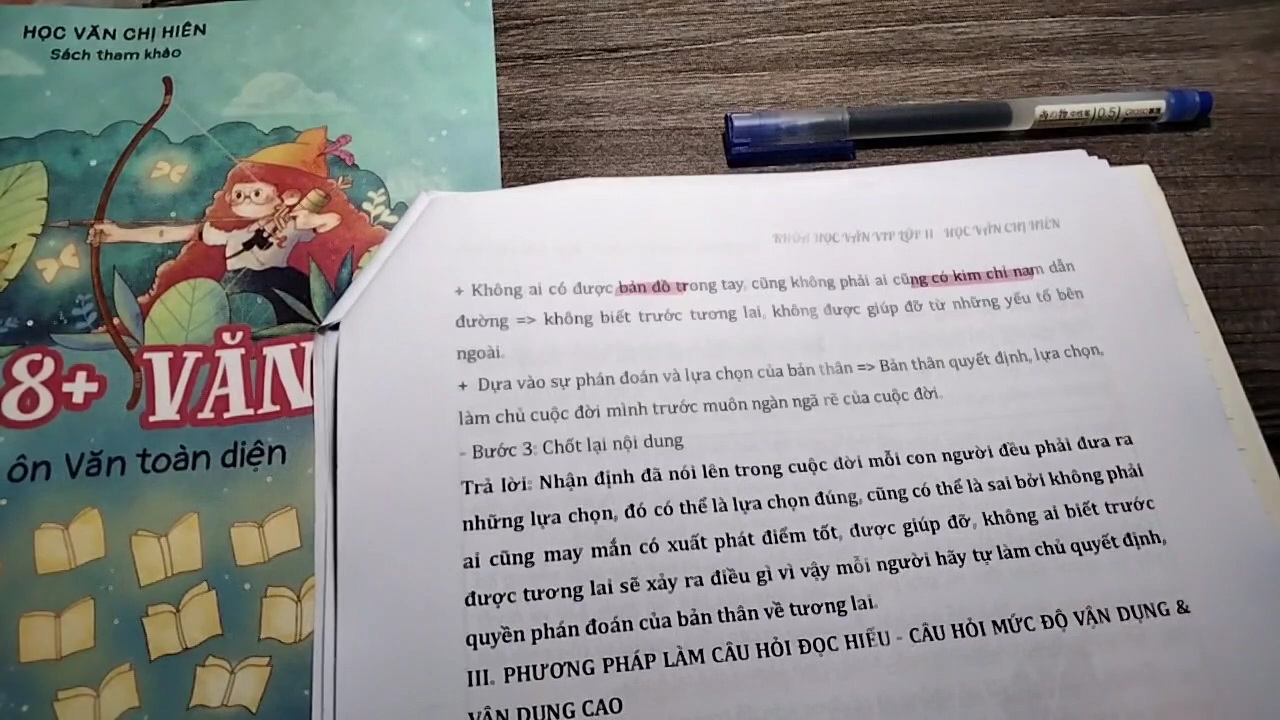 HỌC VĂN CHỊ HIÊN
Sách tham khảo
8+ VĂN
ôn Văn toàn diện
0.5
KHÓA HỌC VĂN VIP LỚP 11 HỌC VĂN CHỊ HIÊN
+ Không ai có được bản đồ trong tay, cũng không phải ai cũng có kim chỉ nam dẫn
đường => không biết trước tương lai, không được giúp đỡ từ những yếu tố bên
ngoài.
+ Dựa vào sự phán đoán và lựa chọn của bản thân => Bản thân quyết định, lựa chọn,
làm chủ cuộc đời mình trước muôn ngàn ngã rẽ của cuộc đời.
- Bước 3: Chốt lại nội dung
Trả lời: Nhận định đã nói lên trong cuộc đời mỗi con người đều phải đưa ra
những lựa chọn, đó có thể là lựa chọn đúng, cũng có thể là sai bởi không phải
ai cũng may mắn có xuất phát điểm tốt, được giúp đỡ, không ai biết trước
được tương lai sẽ xảy ra điều gì vì vậy mỗi người hãy tự làm chủ quyết định,
quyền phán đoán của bản thân về tương lai.
III. PHƯƠNG PHÁP LÀM CÂU HỎI ĐỌC HIỂU - CÂU HỎI MỨC ĐỘ VẬN DỤNG &
VẬN DỤNG CAO